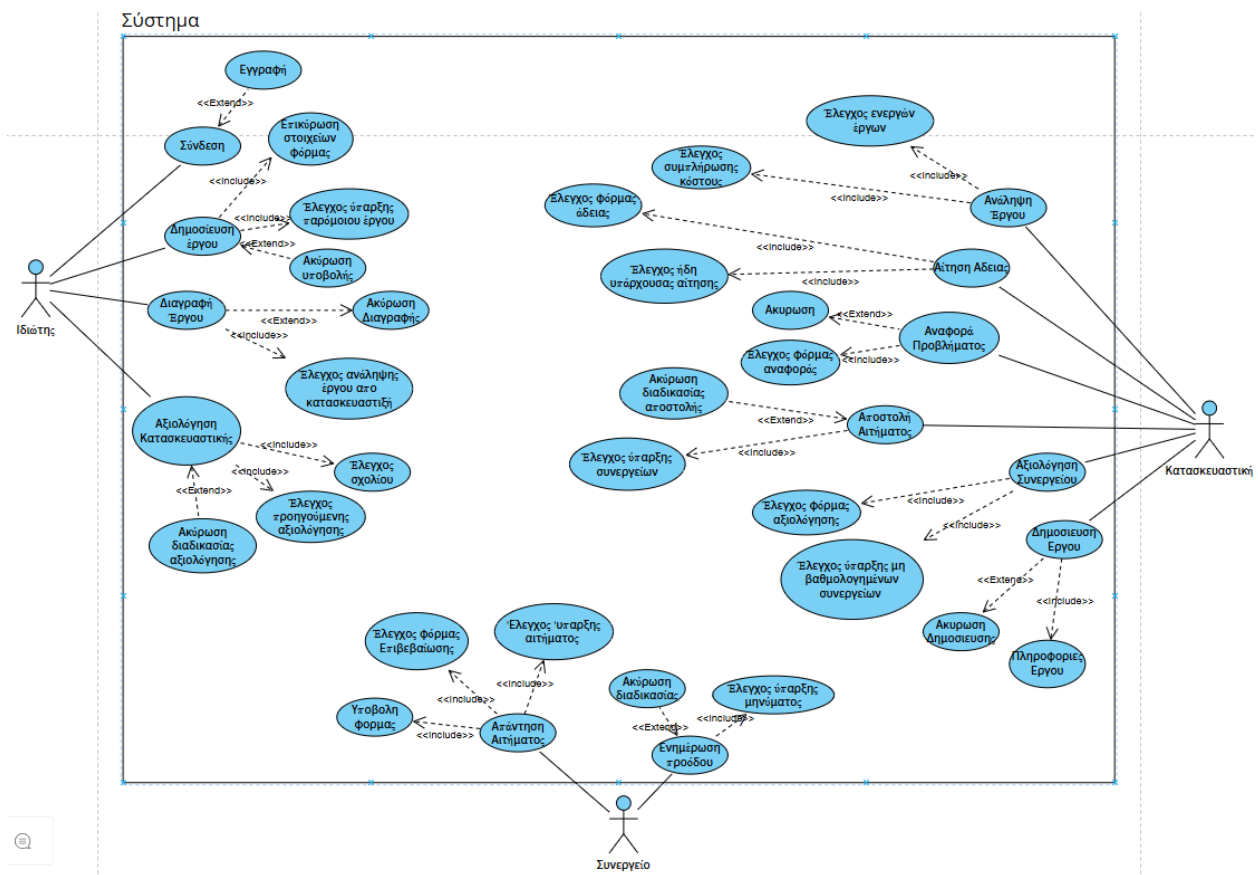 Σύστημα
Εγγραφή
<<Extend>>
Σύνδεση
Επικύρωση
στοιχείων
φόρμας
<<Include>>
Δημοσίευση
έργου
<<Include>>
Έλεγχος ύπαρξης
παρόμοιου έργου
<<Extend>>
Ακύρωση
υποβολής
Διαγραφή
Έργου
<<Extend>>
Ακύρωση
Διαγραφής
<<Include>>
Έλεγχος ανάληψης
έργου απο
κατασκευαστιξή
Ιδιώτης
Αξιολόγηση
Κατασκευαστικής
<<Include>>
Έλεγχος
σχολίου
<<Include>>
Έλεγχος
προηγούμενης
αξιολόγησης
<<Extend>>
Ακύρωση
διαδικασίας
αξιολόγησης
Έλεγχος ενεργών
έργων
<<Include>>
Έλεγχος
συμπλήρωσης
κόστους
<<Include>>
Ανάληψη
Έργου
Έλεγχος φόρμας
άδειας
<<Include>>
Αίτηση Αδειας
Έλεγχος ήδη
υπάρχουσας αίτησης
<<Include>>
Ακυρωση
<<Extend>>
Αναφορά
Προβλήματος
Έλεγχος φόρμας
αναφοράς
<<Include>>
Ακύρωση
διαδικασίας
αποστολής
<<Extend>>
Αποστολή
Αιτήματος
Έλεγχος ύπαρξης
συνεργείων
<<Include>>
Κατασκευαστική
Αξιολόγηση
Συνεργείου
<<Include>>
Έλεγχος φόρμας
αξιολόγησης
<<Include>>
Έλεγχος ύπαρξης μη
βαθμολογημένων
συνεργείων
Δημοσιευση
Εργου
<<Extend>>
<<Include>>
Ακυρωση
Δημοσιευσης
Πληροφοριες
Εργου
Έλεγχος φόρμας
Επιβεβαίωσης
Έλεγχος 'υπαρξης
αιτήματος
<<Include>>
<<Include>>
Υποβολη
φορμας
<<Include>>
Απάντηση
Αιτήματος
Ακύρωση
διαδικασίας
Έλεγχος ύπαρξης
μηνύματος
<<Extend>>
<<Include>>
Ενημέρωση
προόδου
Συνεργείο